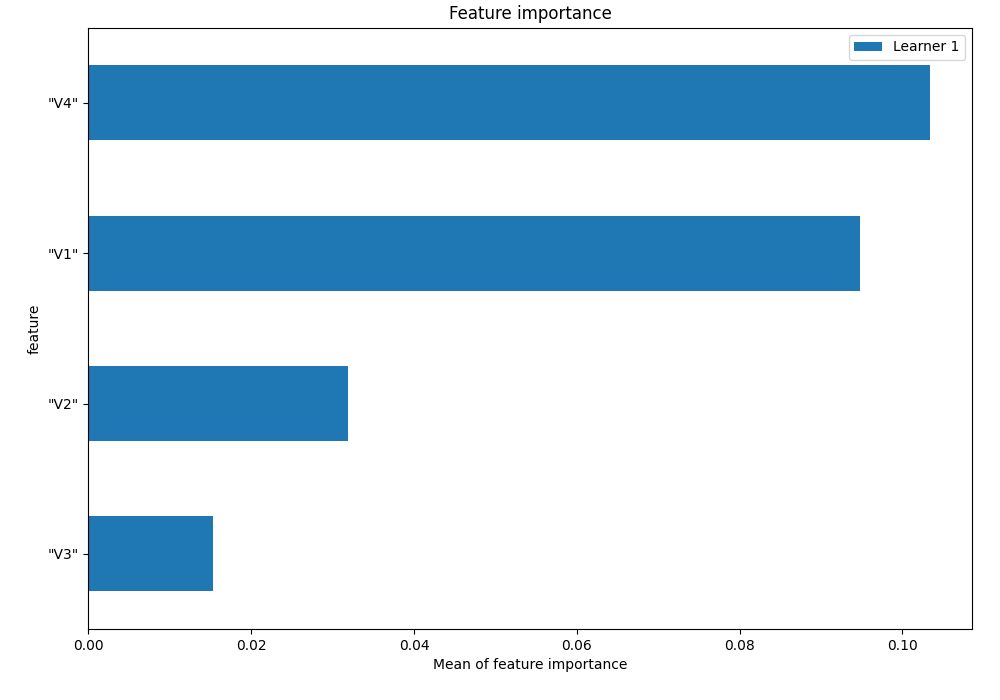 Feature importance
Learner 1
"V4"
"V1"
"V2"
"V3"
feature
0.00 0.02 0.04 0.06 0.08 0.10
Mean of feature importance